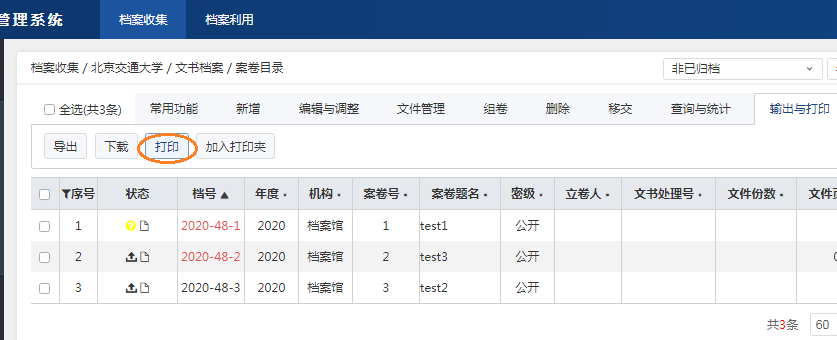 管理系统 档案收集 档案利用
档案收集 / 北京交通大学 / 文书档案 / 案卷目录 非已归档
全选(共3条) 常用功能 新增 编辑与调整 文件管理 组卷 删除 移交 查询与统计 输出与打印
导出 下载 打印 加入打印夹
序号 状态 档号 年度 机构 案卷号 案卷题名 密级 立卷人 文书处理号 文件份数 文件
1 2020-48-1 2020 档案馆 1 test1 公开
2 2020-48-2 2020 档案馆 2 test3 公开
3 2020-48-3 2020 档案馆 3 test2 公开
共3条 60